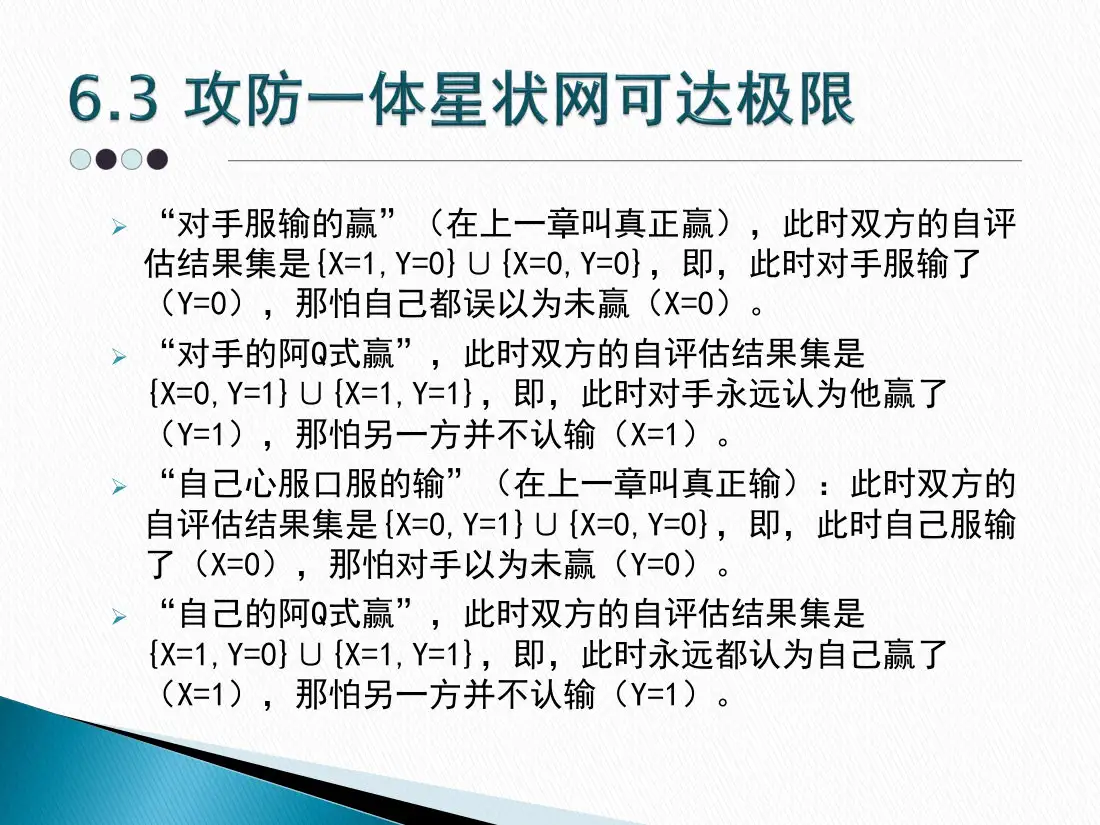 6.3 攻防一体星状网可达极限
“对手服输的赢”（在上一章叫真正赢），此时双方的自评
估结果集是{X=1,Y=0}∪{X=0,Y=0}，即，此时对手服输了
（Y=0），那怕自己都误以为未赢（X=0）。
“对手的阿Q式赢”，此时双方的自评估结果集是
{X=0,Y=1}∪{X=1,Y=1}，即，此时对手永远认为他赢了
（Y=1），那怕另一方并不认输（X=1）。
“自己心服口服的输”（在上一章叫真正输）：此时双方的
自评估结果集是{X=0,Y=1}∪{X=0,Y=0}，即，此时自己服输
了（X=0），那怕对手以为未赢（Y=0）。
“自己的阿Q式赢”，此时双方的自评估结果集是
{X=1,Y=0}∪{X=1,Y=1}，即，此时永远都认为自己赢了
（X=1），那怕另一方并不认输（Y=1）。